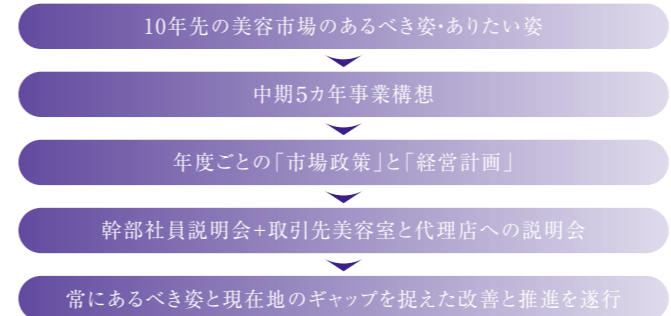 10年先の美容市場のあるべき姿・ありたい姿
中期5カ年事業構想
年度ごとの「市場政策」と「経営計画」
幹部社員説明会+取引先美容室と代理店への説明会
常にあるべき姿と現在地のギャップを捉えた改善と推進を遂行